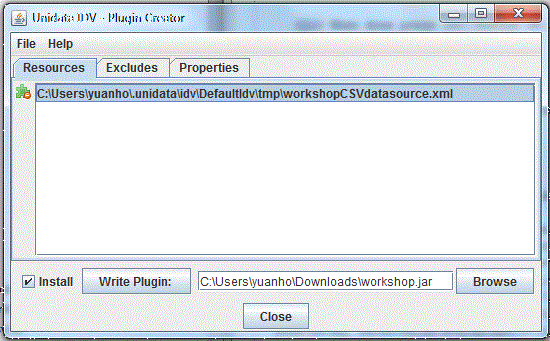 Unidata IDV - Plugin Creator
File Help
Resources Excludes Properties
C:\Users\yuanho\.unidata\idv\DefaultIdv\tmp\workshopCSVdatasource.xml
Install Write Plugin: C:\Users\yuanho\Downloads\workshop.jar Browse
Close